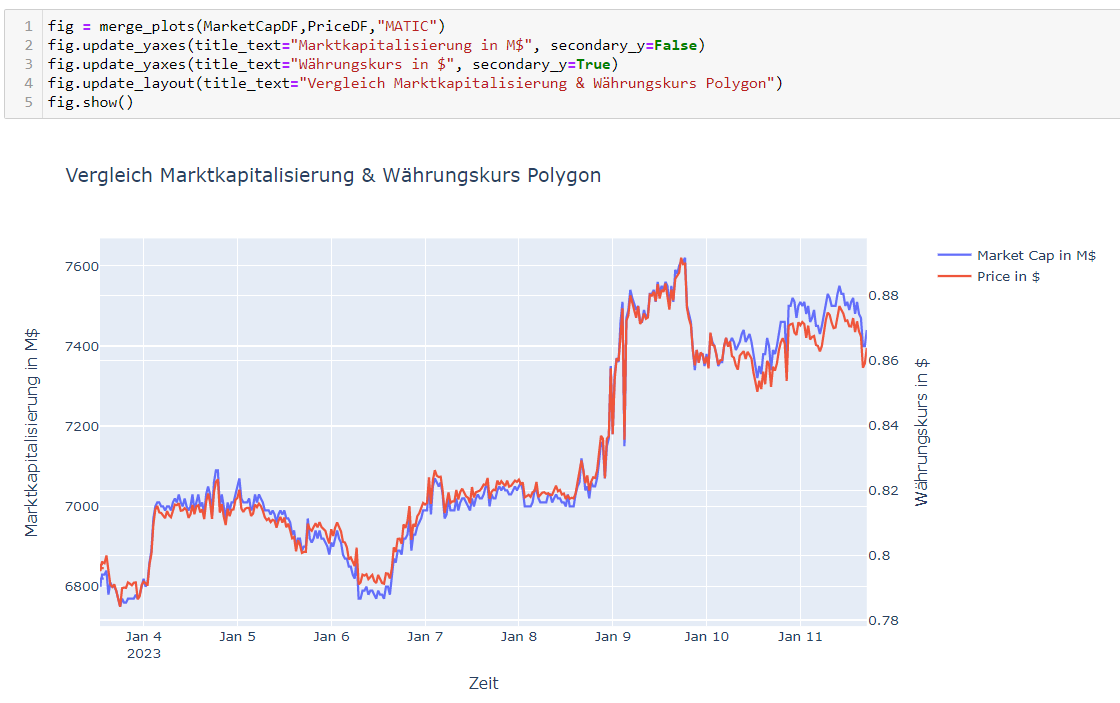 1 fig = merge_plots(MarketCapDF,PriceDF,"MATIC")
2 fig.update_yaxes(title_text="Marktkapitalisierung in M$", secondary_y=False)
3 fig.update_yaxes(title_text="Währungskurs in $", secondary_y=True)
4 fig.update_layout(title_text="Vergleich Marktkapitalisierung & Währungskurs Polygon")
5 fig.show()
Vergleich Marktkapitalisierung & Währungskurs Polygon
Marktkapitalisierung in M$
7600
7400
7200
7000
6800
Jan 4
2023
Jan 5
Jan 6
Jan 7
Jan 8
Jan 9
Jan 10
Jan 11
Zeit
0.88
0.86
0.84
0.82
0.8
0.78
Währungskurs in $
Market Cap in M$
Price in $